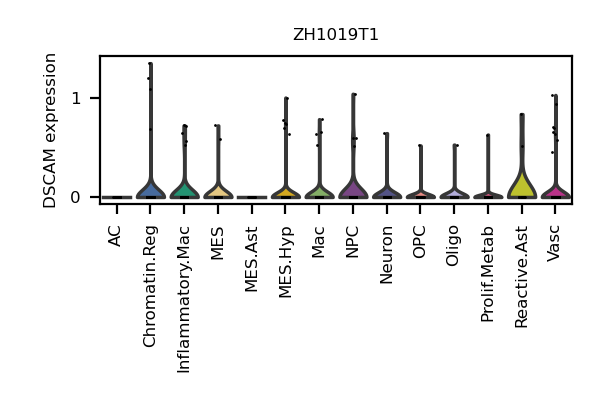 ZH1019T1
DSCAM expression
1
0
AC
Chromatin.Reg
Inflammatory.Mac
MES
MES.Ast
MES.Hyp
Mac
NPC
Neuron
OPC
Oligo
Prolif.Metab
Reactive.Ast
Vasc